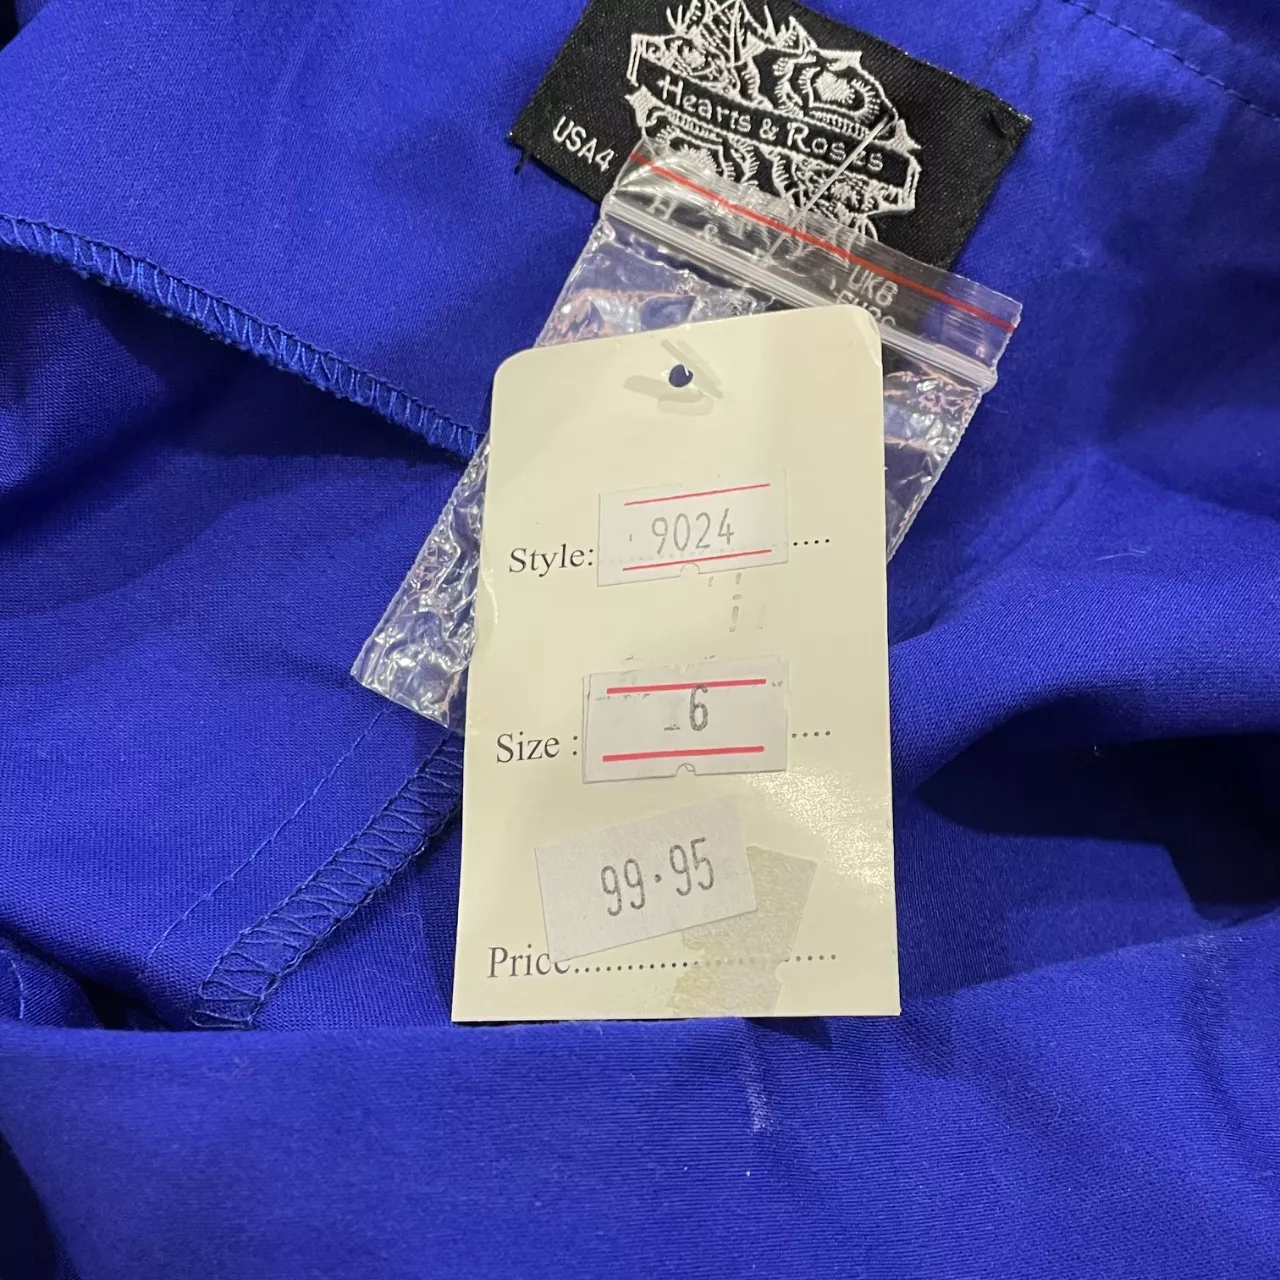 Hearts & Roses
USA4
H &
UK8
Style: 9024
Size : 6
99.95
Price